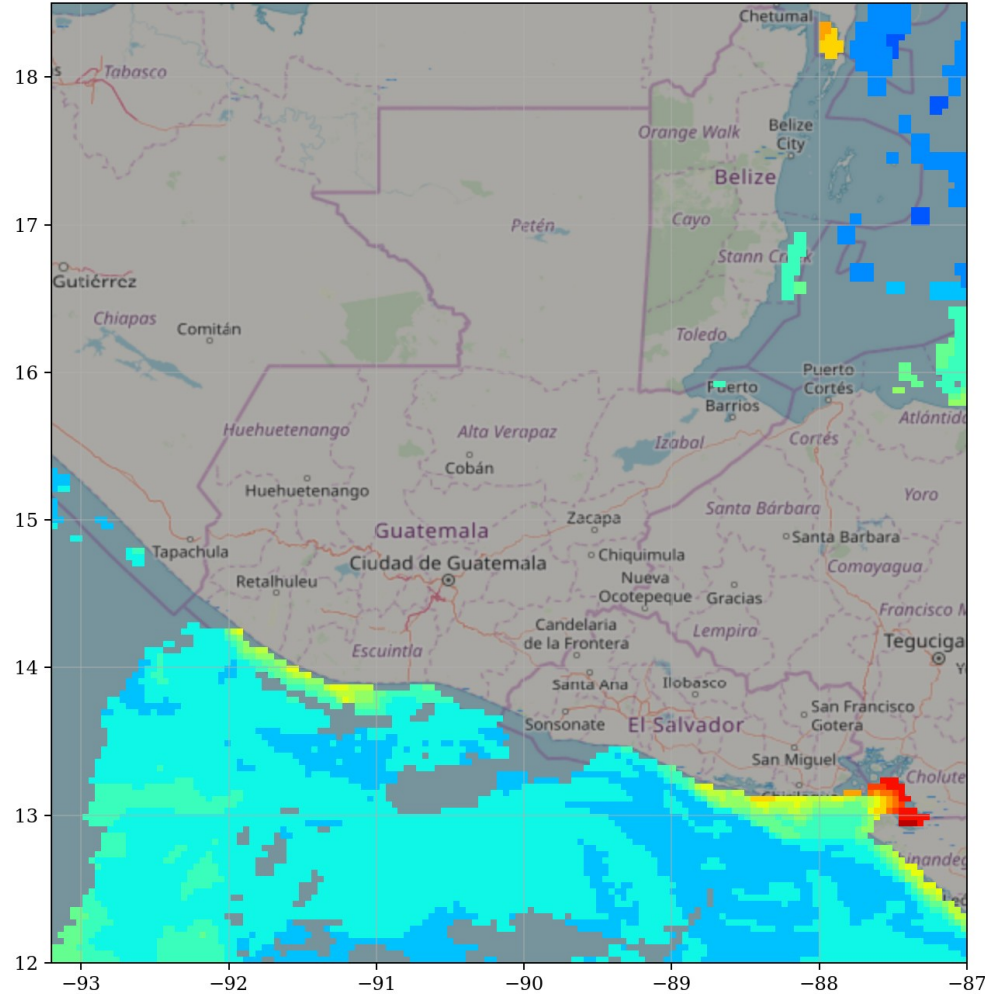 Chetumal
18
s
Tabasco
Belize
City
Orange Walk
Belize
17
Petén
Cayo
Stann Creek
Gutiérrez
Chiapas
Comitán
Toledo
16
Puerto
Cortés
Puerto
Barrios
Atlántida
Huehuetenango
Alta Verapaz
Izabal
Cortés
Cobán
Huehuetenango
Yoro
15
Zacapa
Santa Bárbara
Guatemala
Santa Barbara
Tapachula
Ciudad de Guatemala
Chiquimula
Comayagua
Retalhuleu
Nueva
Ocotepeque
Gracias
Francisco M
Candelaria
de la Frontera
Lempira
Teguciga
14
Escuintla
Santa Ana
Ilobasco
Y
Sonsonate
El Salvador
San Francisco
Gotera
San Miguel
Cholute
13
inandeg
12
−93
−92
−91
−90
−89
−88
−87